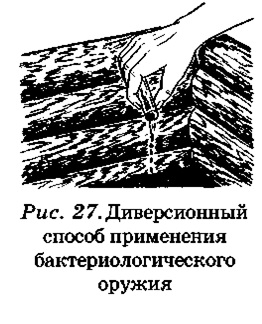 Рис. 27. Диверсионный
способ применения
бактериологического
оружия